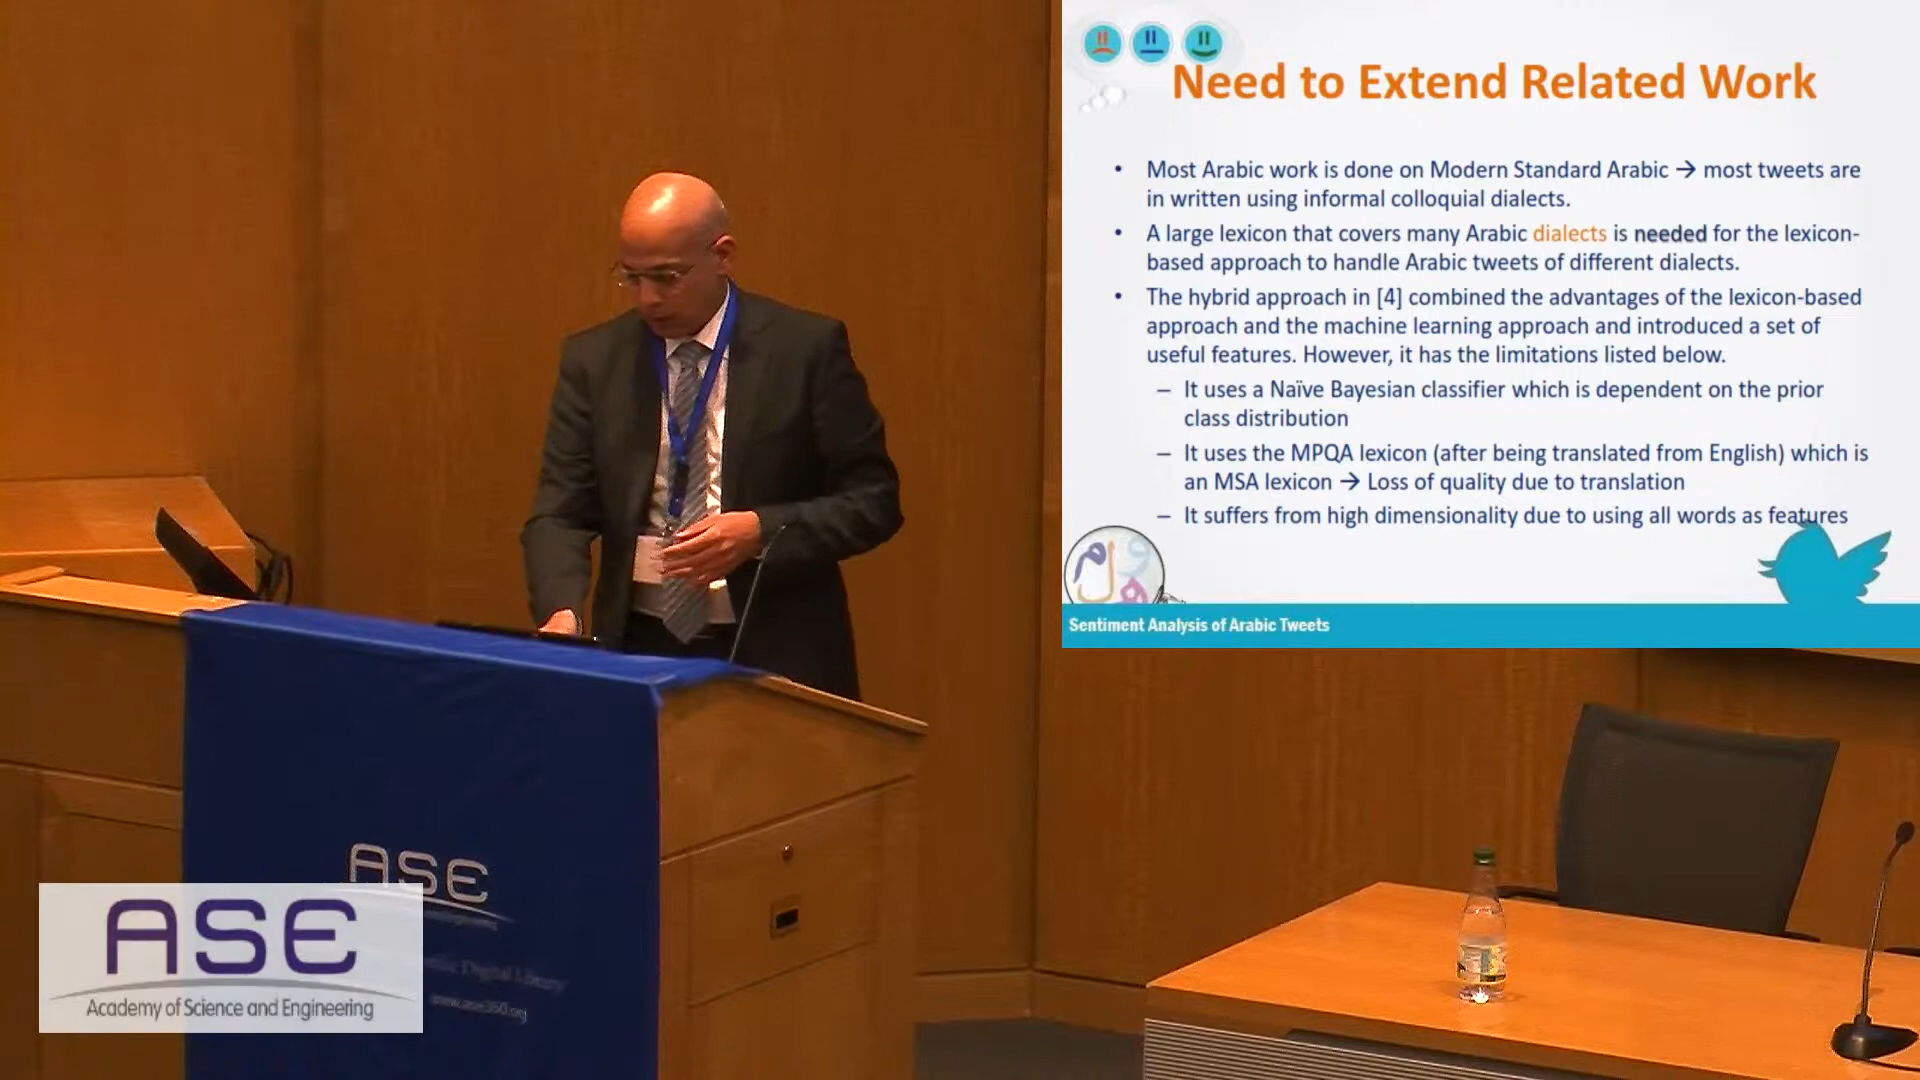 Need to Extend Related Work
• Most Arabic work is done on Modern Standard Arabic → most tweets are
in written using informal colloquial dialects.
• A large lexicon that covers many Arabic dialects is needed for the lexicon-
based approach to handle Arabic tweets of different dialects.
• The hybrid approach in [4] combined the advantages of the lexicon-based
approach and the machine learning approach and introduced a set of
useful features. However, it has the limitations listed below.
– It uses a Naïve Bayesian classifier which is dependent on the prior
class distribution
– It uses the MPQA lexicon (after being translated from English) which is
an MSA lexicon → Loss of quality due to translation
– It suffers from high dimensionality due to using all words as features
Sentiment Analysis of Arabic Tweets
ASE
Digital Library
www.ase360.org
ASE
Academy of Science and Engineering